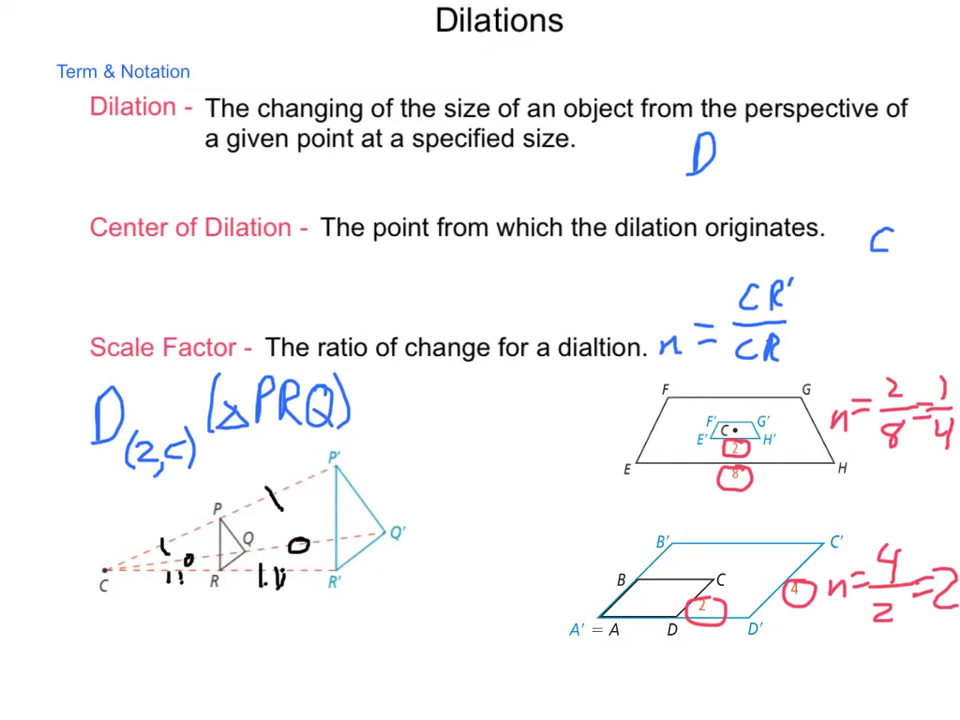 Dilations
Term & Notation
Dilation - The changing of the size of an object from the perspective of
a given point at a specified size.
D
Center of Dilation - The point from which the dilation originates.
C
Scale Factor - The ratio of change for a dialtion. n = CR'/CR
D(2,C) (△PRQ)
F G
F' G'
C
E' H'
2
E H
8
n = 2/8 = 1/4
P'
P
Q
Q'
C R R'
B' C'
B C
2
4
A' = A D D'
n = 4/2 = 2